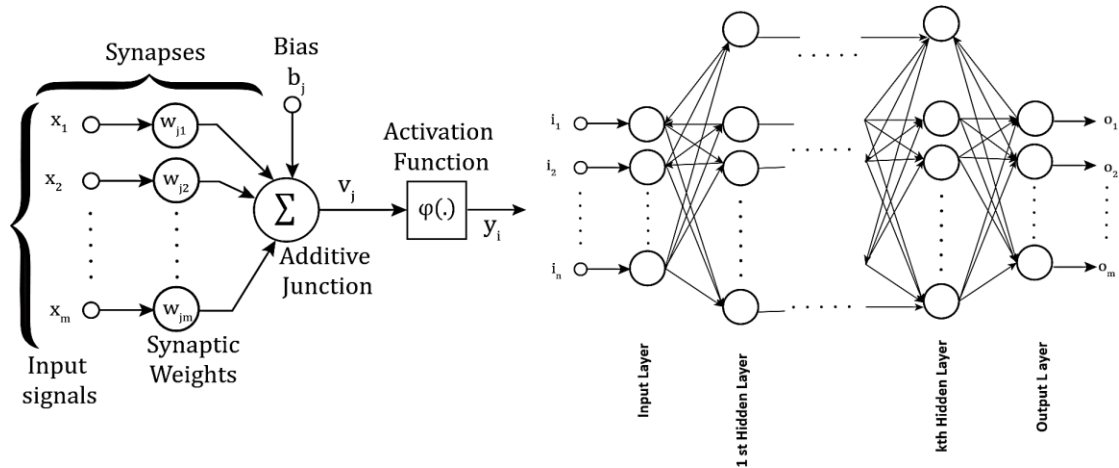 Synapses
Bias
b_j
x_1
w_j1
x_2
w_j2
Σ
v_j
Activation
Function
φ(.)
y_i
Additive
Junction
x_m
w_jm
Synaptic
Weights
Input
signals
i_1
i_2
i_n
o_1
o_2
o_m
Input Layer
1 st Hidden Layer
kth Hidden Layer
Output L ayer